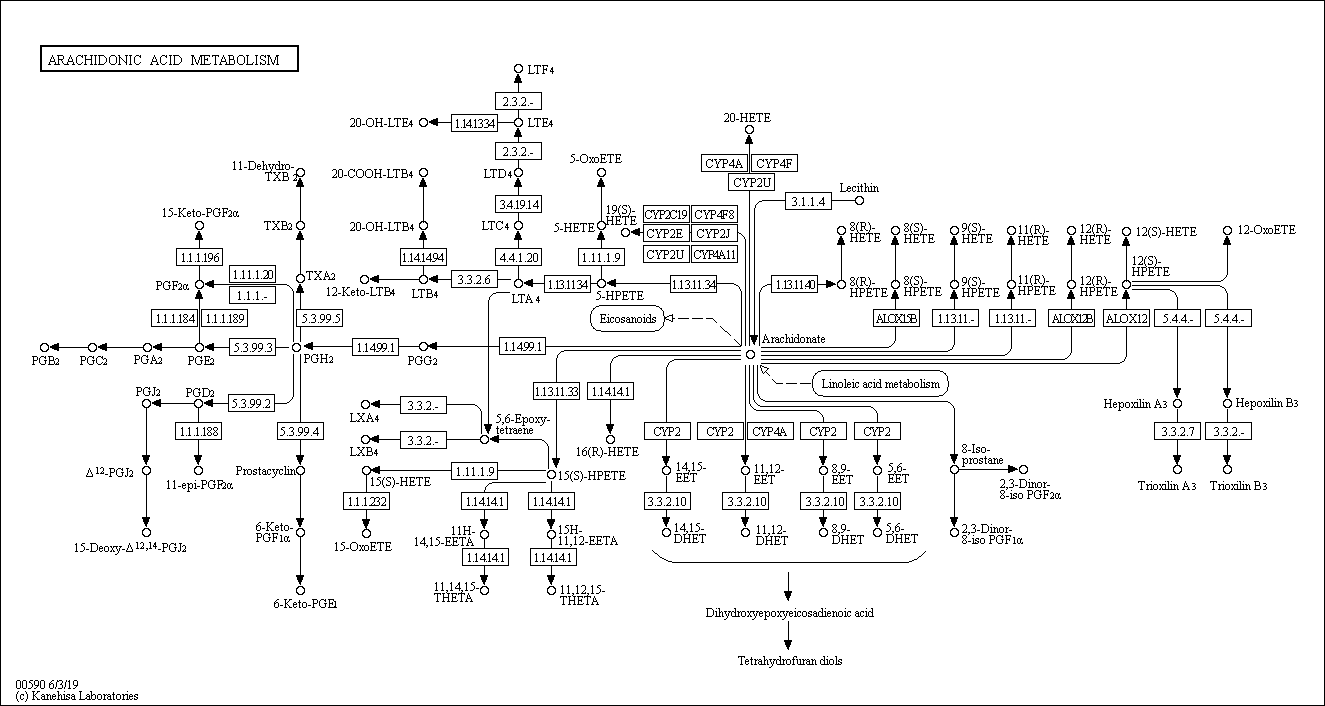 ARACHIDONIC ACID METABOLISM
LTF4
2.3.2.-
20-OH-LTE4
1.14.13.34
LTE4
20-HETE
2.3.2.-
11-Dehydro-
TXB2
20-COOH-LTB4
LTD4
5-OxoETE
CYP4A
CYP4F
CYP2U
Lecithin
3.1.1.4
3.4.19.14
15-Keto-PGF2α
TXB2
20-OH-LTB4
LTC4
5-HETE
19(S)-
HETE
CYP2C19
CYP4F8
CYP2E
CYP2J
CYP2U
CYP4A11
8(R)-
HETE
8(S)-
HETE
9(S)-
HETE
11(R)-
HETE
12(R)-
HETE
12(S)-HETE
12-OxoETE
1.1.1.196
1.14.14.94
4.4.1.20
1.11.1.9
1.11.1.20
1.1.1.-
PGF2α
TXA2
12-Keto-LTB4
LTB4
3.3.2.6
LTA4
1.13.11.34
5-HPETE
1.13.11.34
1.13.11.40
8(R)-
HPETE
8(S)-
HPETE
9(S)-
HPETE
11(R)-
HPETE
12(R)-
HPETE
12(S)-
HPETE
1.1.1.184
1.1.1.189
5.3.99.5
Eicosanoids
ALOX15B
1.13.11.-
1.13.11.-
ALOX12B
ALOX12
5.4.4.-
5.4.4.-
Arachidonate
PGB2
PGC2
PGA2
PGE2
5.3.99.3
PGH2
1.14.99.1
PGG2
1.14.99.1
Linoleic acid metabolism
PGJ2
PGD2
5.3.99.2
1.13.11.33
1.14.14.1
LXA4
3.3.2.-
5,6-Epoxy-
tetraene
Hepoxilin A3
Hepoxilin B3
1.1.1.188
5.3.99.4
LXB4
3.3.2.-
16(R)-HETE
CYP2
CYP2
CYP4A
CYP2
CYP2
3.3.2.7
3.3.2.-
8-Iso-
prostane
Δ12-PGJ2
11-epi-PGF2α
Prostacyclin
15(S)-HETE
1.11.1.9
15(S)-HPETE
14,15-
EET
11,12-
EET
8,9-
EET
5,6-
EET
2,3-Dinor-
8-iso PGF2α
Trioxilin A3
Trioxilin B3
1.1.1.232
1.14.14.1
1.14.14.1
3.3.2.10
3.3.2.10
3.3.2.10
3.3.2.10
15-Deoxy-Δ12,14-PGJ2
6-Keto-
PGF1α
15-OxoETE
11H-
14,15-EETA
15H-
11,12-EETA
14,15-
DHET
11,12-
DHET
8,9-
DHET
5,6-
DHET
2,3-Dinor-
8-iso PGF1α
1.14.14.1
1.14.14.1
6-Keto-PGE1
11,14,15-
THETA
11,12,15-
THETA
Dihydroxyepoxyeicosadienoic acid
Tetrahydrofuran diols
00590 6/3/19
(c) Kanehisa Laboratories